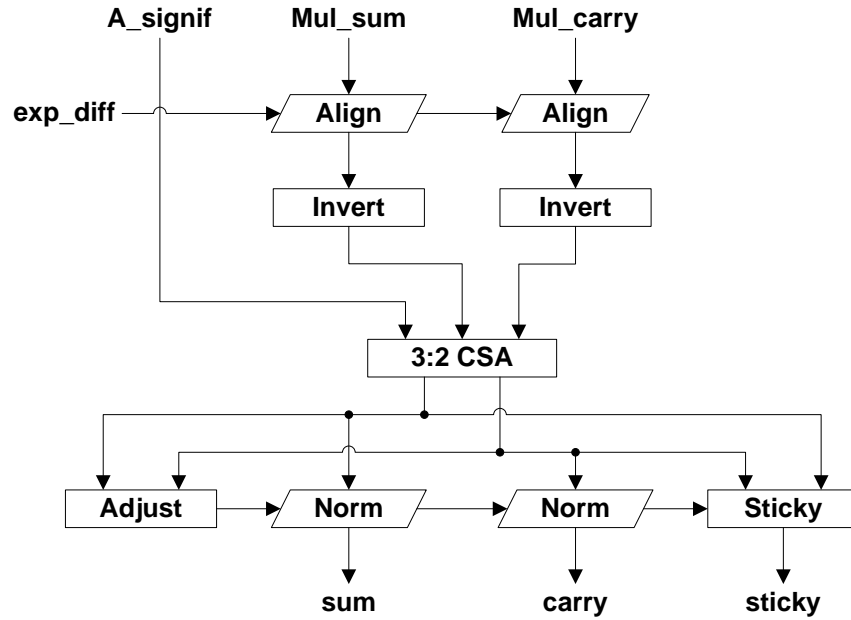 A_signif Mul_sum Mul_carry
exp_diff Align Align
Invert Invert
3:2 CSA
Adjust Norm Norm Sticky
sum carry sticky